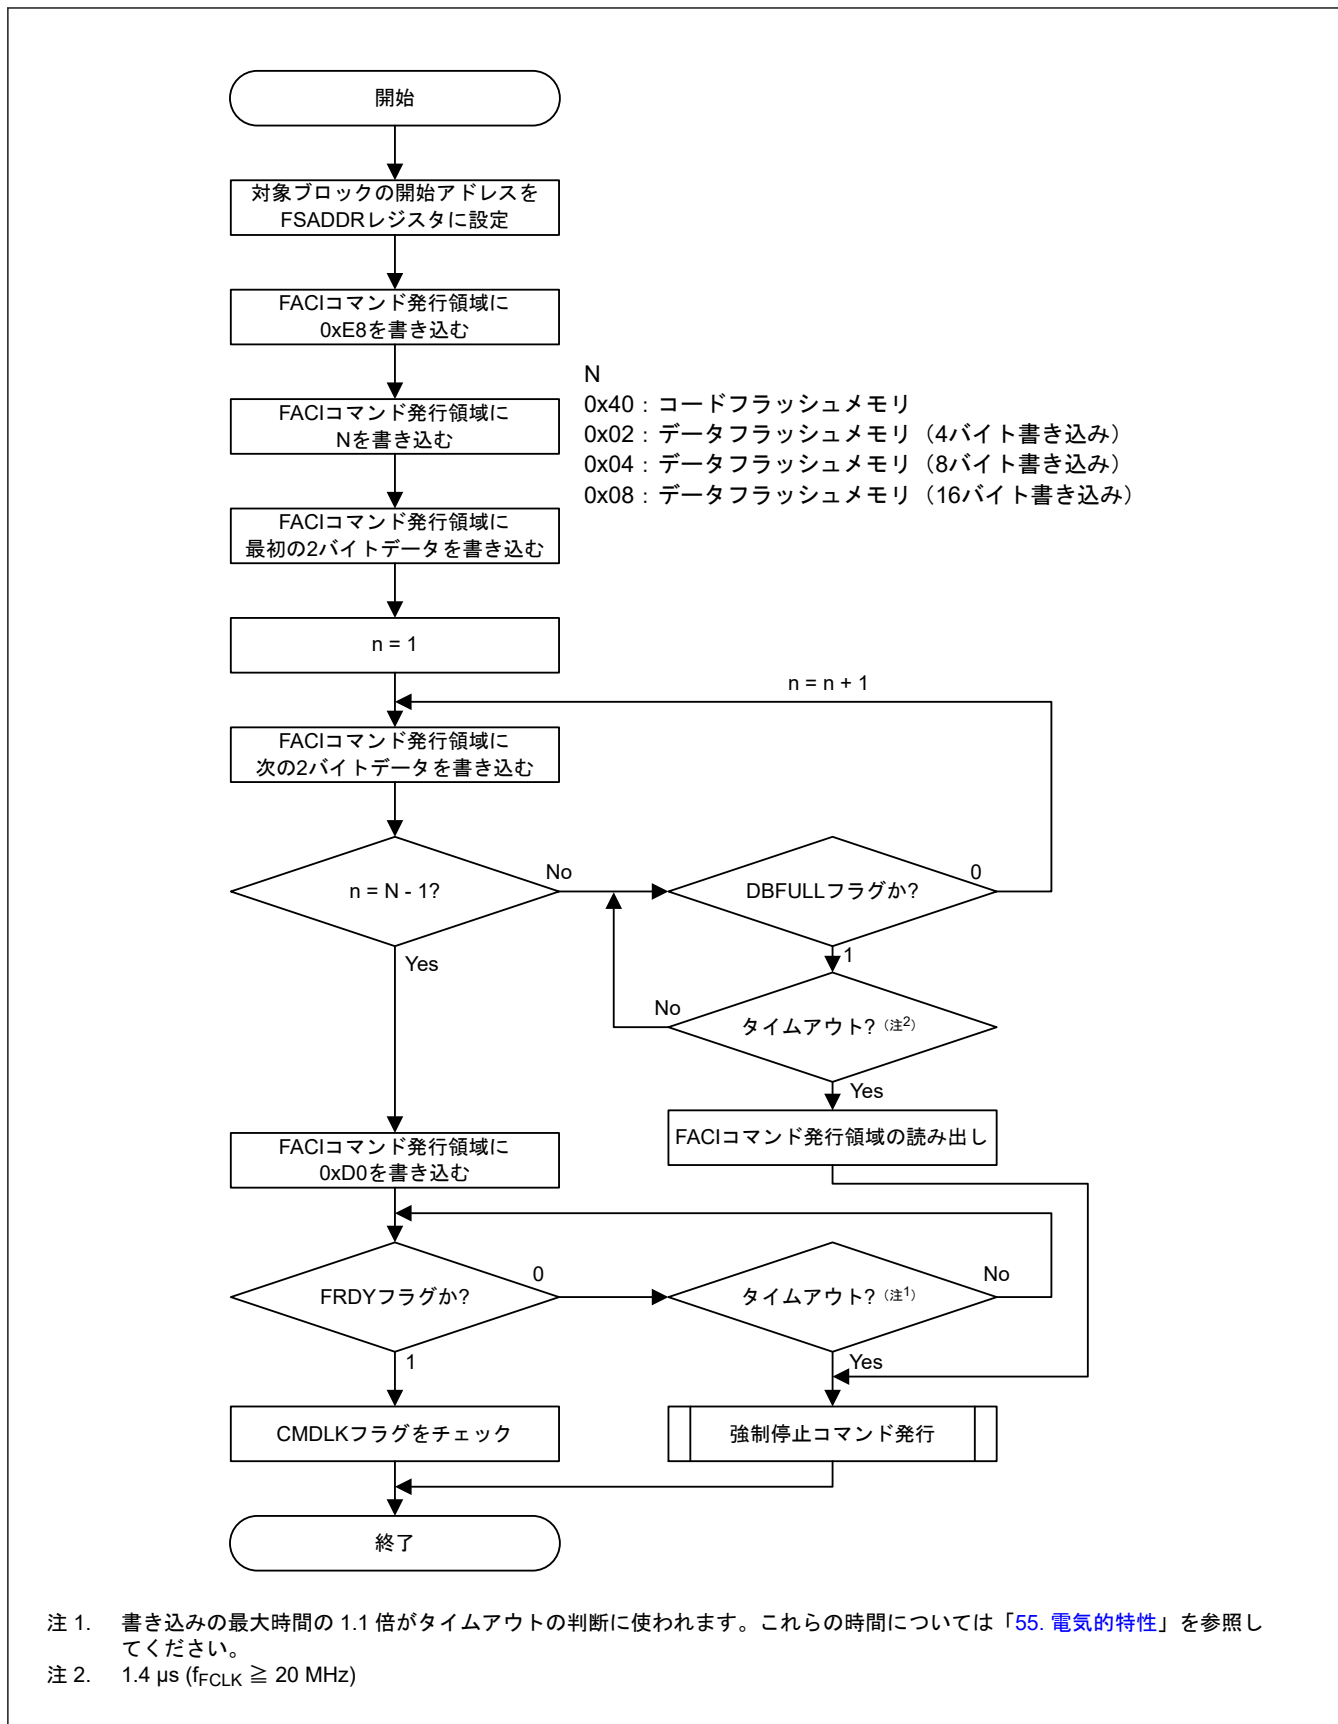 開始
対象ブロックの開始アドレスを
FSADDRレジスタに設定
FACIコマンド発行領域に
0xE8を書き込む
FACIコマンド発行領域に
Nを書き込む
N
0x40：コードフラッシュメモリ
0x02：データフラッシュメモリ（4バイト書き込み）
0x04：データフラッシュメモリ（8バイト書き込み）
0x08：データフラッシュメモリ（16バイト書き込み）
FACIコマンド発行領域に
最初の2バイトデータを書き込む
n = 1
n = n + 1
FACIコマンド発行領域に
次の2バイトデータを書き込む
n = N - 1?
No
DBFULLフラグか?
0
Yes
1
No
タイムアウト?（注2）
Yes
FACIコマンド発行領域の読み出し
FACIコマンド発行領域に
0xD0を書き込む
FRDYフラグか?
0
タイムアウト?（注1）
No
1
Yes
CMDLKフラグをチェック
強制停止コマンド発行
終了
注 1. 書き込みの最大時間の 1.1 倍がタイムアウトの判断に使われます。これらの時間については「55. 電気的特性」を参照し
てください。
注 2. 1.4 µs (fFCLK ≧ 20 MHz)